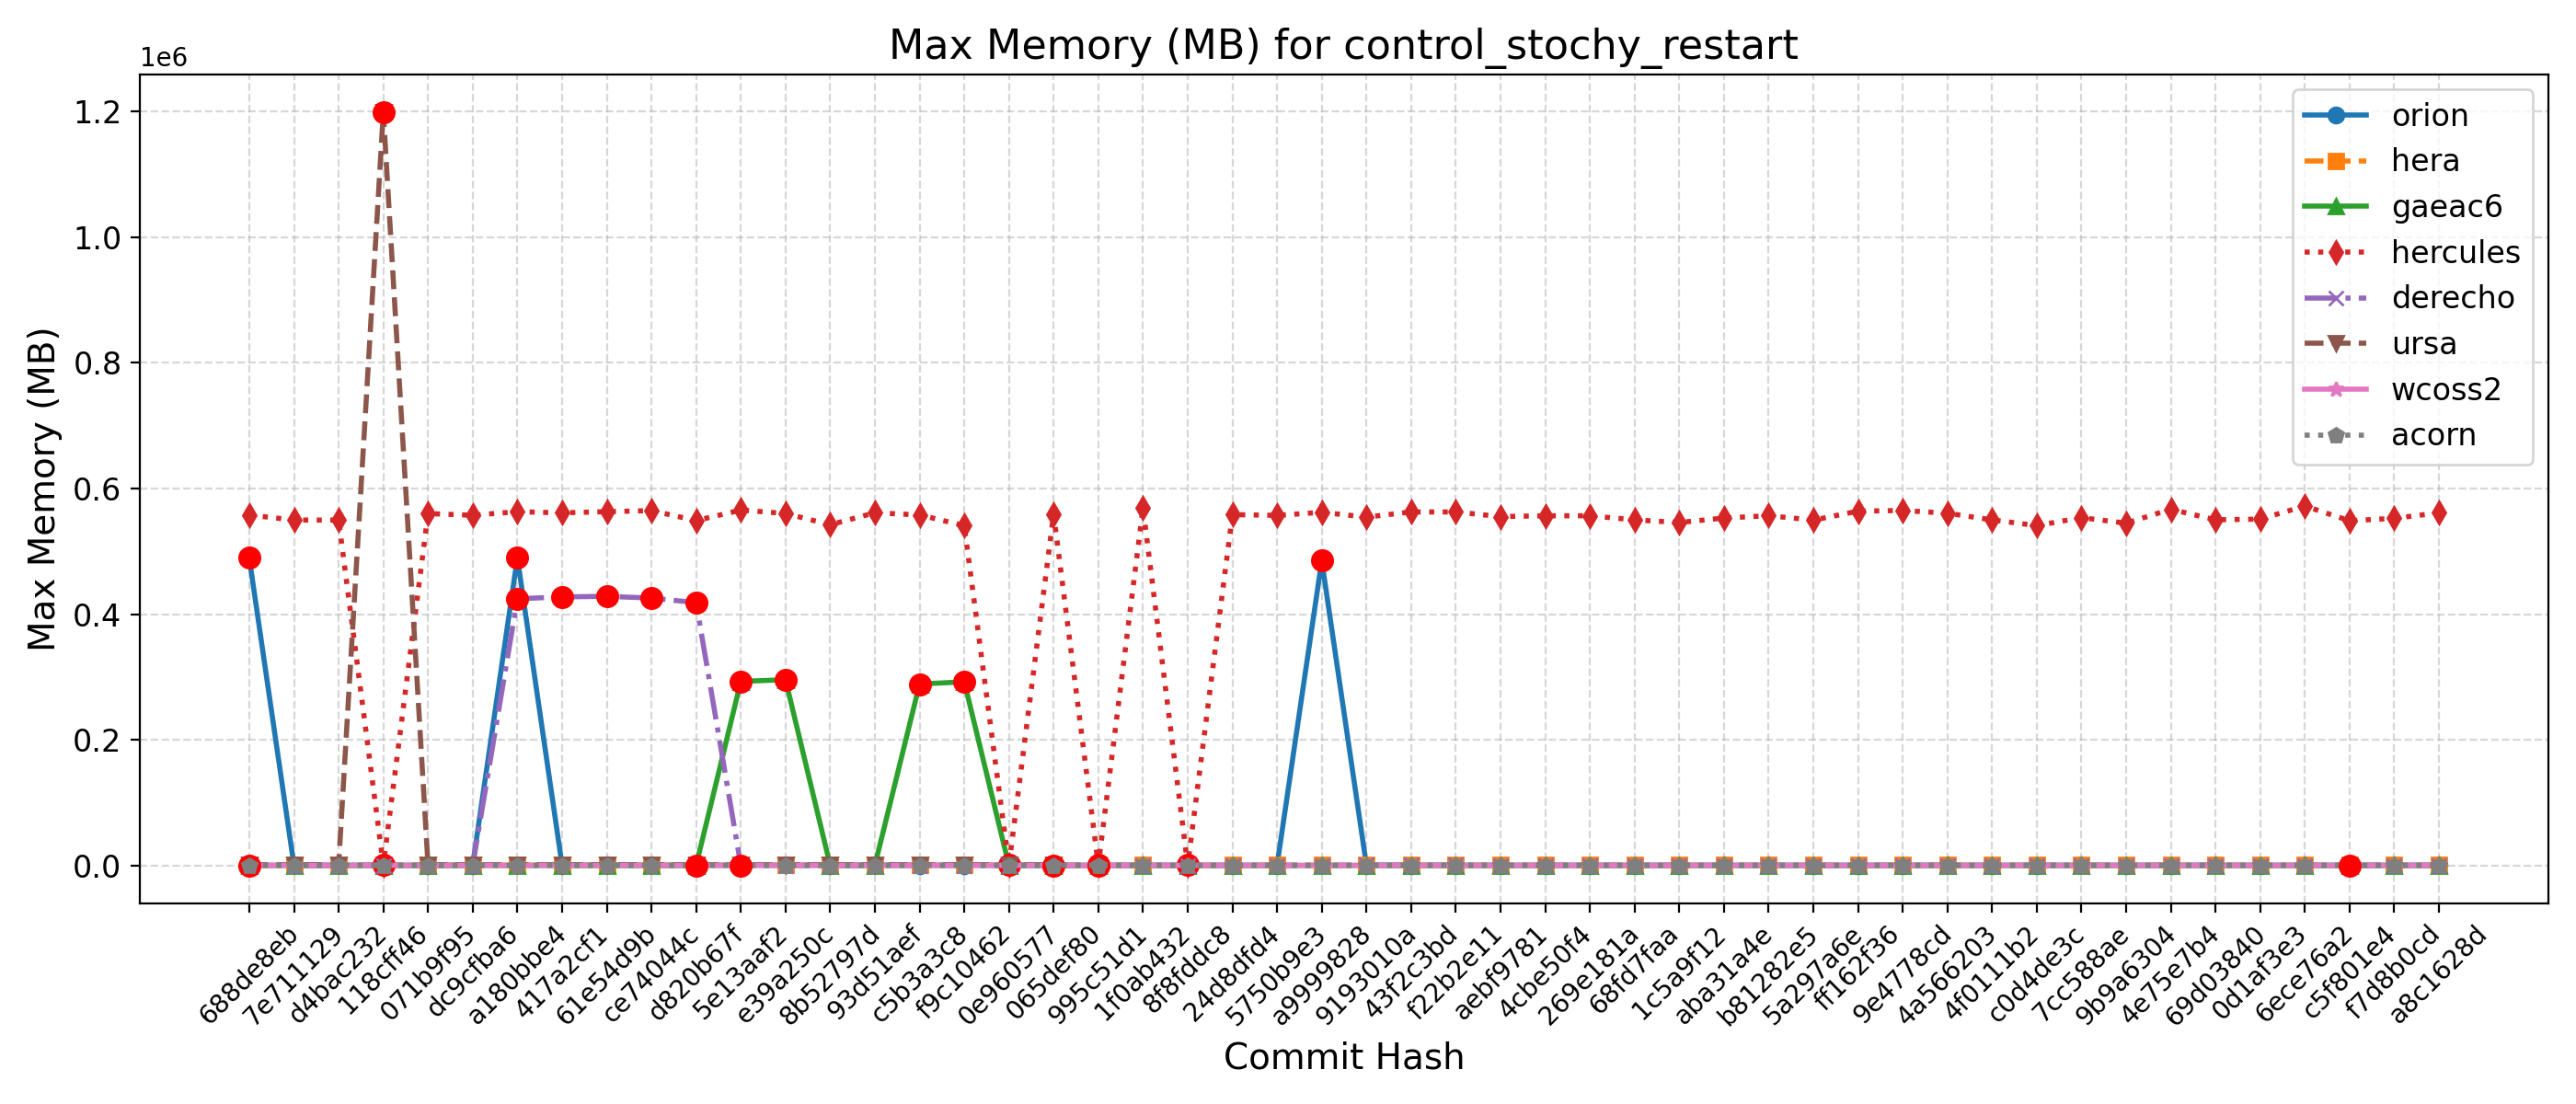 Max Memory (MB) for control_stochy_restart
1e6
1.2
1.0
0.8
0.6
0.4
0.2
0.0
Max Memory (MB)
orion
hera
gaeac6
hercules
derecho
ursa
wcoss2
acorn
688de8eb
7e711129
d4bac232
118cff46
071b9f95
dc9cfba6
a180bbe4
417a2cf1
61e54d9b
ce74044c
d820b67f
5e13aaf2
e39a250c
8b52797d
93d51aef
c5b3a3c8
f9c10462
0e960577
065def80
995c51d1
1f0ab432
8f8fddc8
24d8dfd4
5750b9e3
a9999828
9193010a
43f2c3bd
f22b2e11
aebf9781
4cbe50f4
269e181a
68fd7faa
1c5a9f12
aba31a4e
b81282e5
5a297a6e
ff162f36
9e4778cd
4a566203
4f0111b2
c0d4de3c
7cc588ae
9b9a6304
4e75e7b4
69d03840
0d1af3e3
6ece76a2
c5f801e4
f7d8b0cd
a8c1628d
Commit Hash